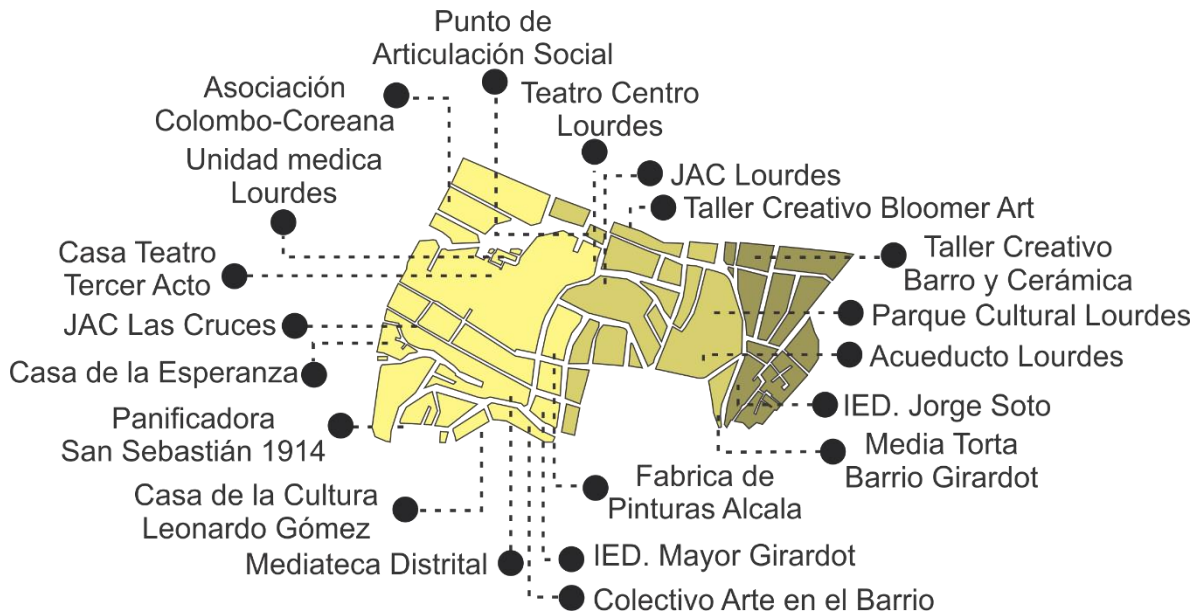 Punto de
Articulación Social
Asociación
Colombo-Coreana
Teatro Centro
Lourdes
Unidad medica
Lourdes
JAC Lourdes
Taller Creativo Bloomer Art
Casa Teatro
Tercer Acto
Taller Creativo
Barro y Cerámica
JAC Las Cruces
Parque Cultural Lourdes
Casa de la Esperanza
Acueducto Lourdes
Panificadora
San Sebastián 1914
IED. Jorge Soto
Media Torta
Barrio Girardot
Casa de la Cultura
Leonardo Gómez
Fabrica de
Pinturas Alcala
Mediateca Distrital
IED. Mayor Girardot
Colectivo Arte en el Barrio